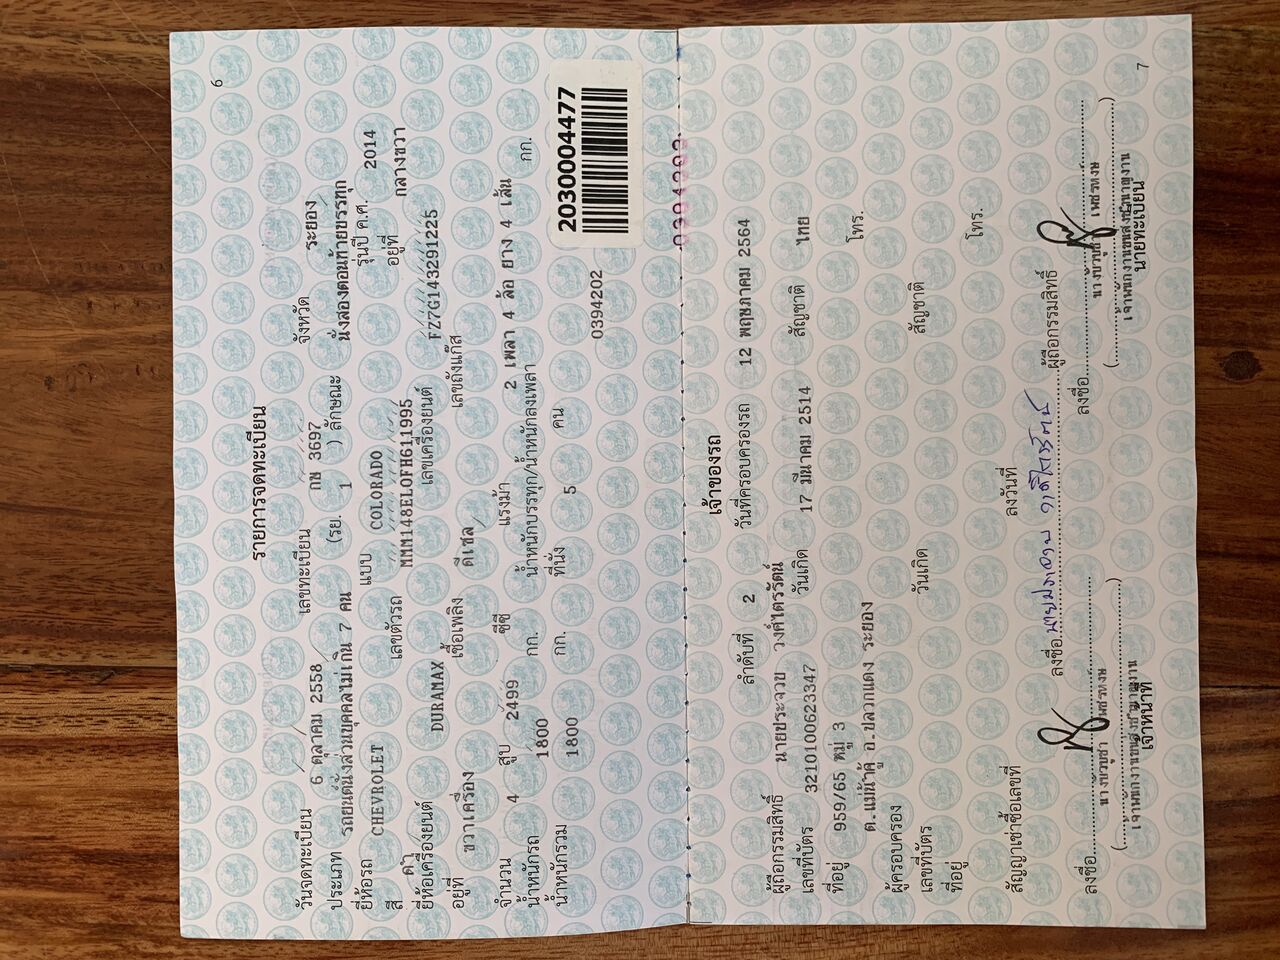 6
รายการจดทะเบียน
วันจดทะเบียน 6 ตุลาคม 2558 เลขทะเบียน กษ 3697 จังหวัด ระยอง
ประเภท รถยนต์นั่งส่วนบุคคลไม่เกิน 7 คน (รย. 1 ) ลักษณะ นั่งสองตอนท้ายบรรทุก
ยี่ห้อรถ CHEVROLET แบบ COLORADO รุ่นปี ค.ศ. 2014
สี ดำ เลขตัวรถ MMM148EL0FH611995 อยู่ที่ กลางขวา
ยี่ห้อเครื่องยนต์ DURAMAX เลขเครื่องยนต์ FZ7G143291225
อยู่ที่ ขวาเครื่อง เชื้อเพลิง ดีเซล เลขถังแก๊ส
จำนวน 4 สูบ 2499 ซีซี แรงม้า 2 เพลา 4 ล้อ ยาง 4 เส้น
น้ำหนักรถ 1800 กก. น้ำหนักบรรทุก/น้ำหนักลงเพลา กก.
น้ำหนักรวม 1800 กก. ที่นั่ง 5 คน
0394202
2030004477
เจ้าของรถ
ลำดับที่ 2 วันที่ครอบครองรถ 12 พฤษภาคม 2564
ผู้ถือกรรมสิทธิ์ นายประจวบ วงค์ไตรรัตน์
เลขที่บัตร 3210100623347 วันเกิด 17 มีนาคม 2514 สัญชาติ ไทย
ที่อยู่ 959/65 หมู่ 3 โทร.
ต.แม่น้ำคู้ อ.ปลวกแดง ระยอง
ผู้ครอบครอง
เลขที่บัตร วันเกิด สัญชาติ
ที่อยู่ โทร.
สัญญาเช่าซื้อเลขที่ ลงวันที่
ลงชื่อ ผู้ถือกรรมสิทธิ์
ลงชื่อ ลงชื่อ
เจ้าหน้าที่ นายทะเบียน
7